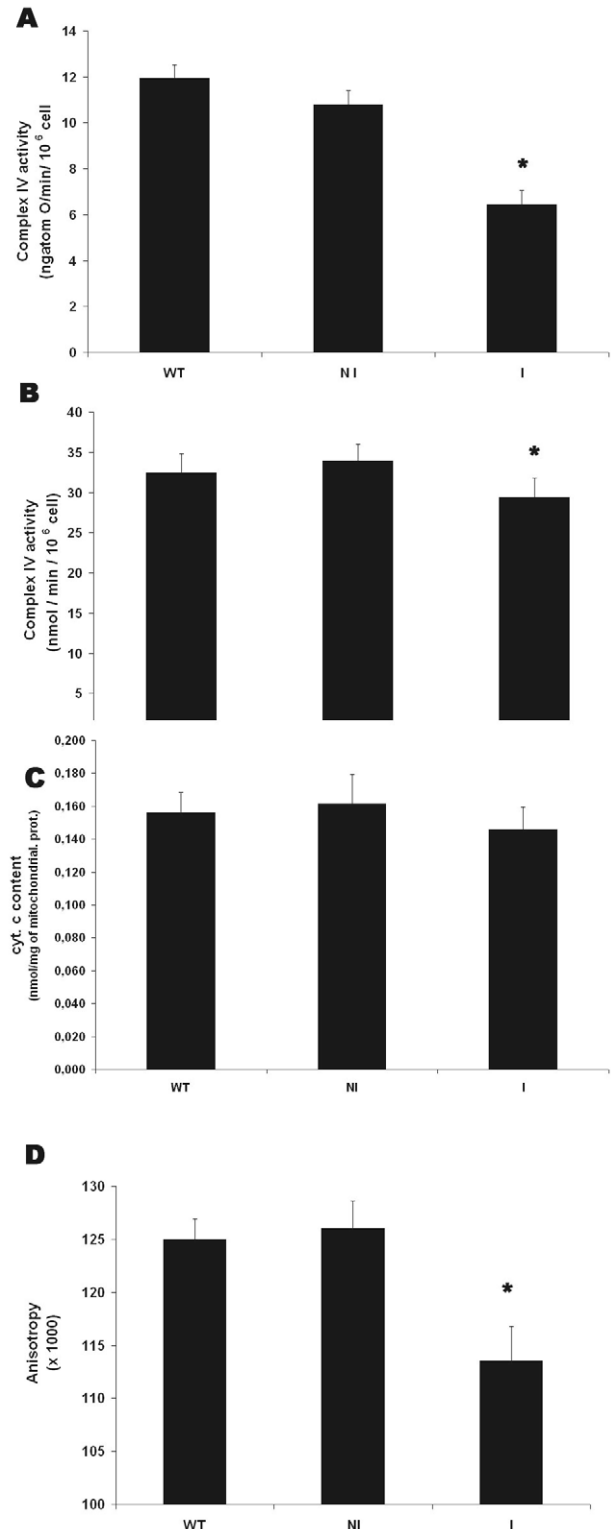 A
Complex IV activity
(ngatom O/min/ 10 6 cell
14
12
10
8
6
4
2
0
*
WT
N I
I
B
Complex IV activity
(nmol / min / 10 6 cell)
40
35
30
25
20
15
10
5
*
C
cyt. c content
(nmol/mg of mitochondrial. prot.)
0,200
0,180
0,160
0,140
0,120
0,100
0,080
0,060
0,040
0,020
0,000
WT
NI
I
D
Anisotropy
(x 1000)
130
125
120
115
110
105
100
*
WT
NI
I